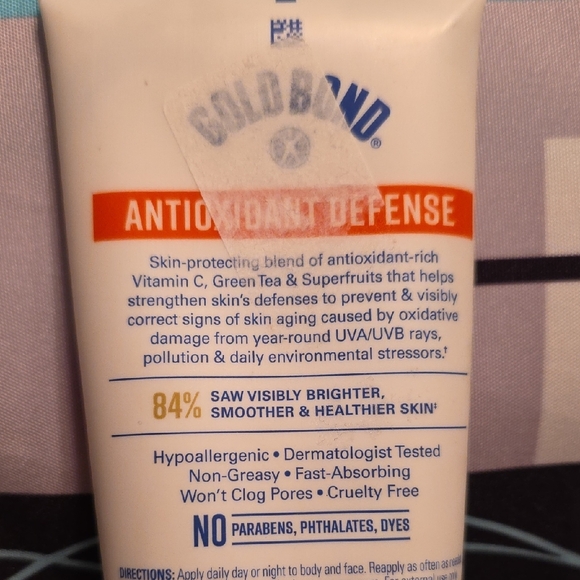 GOLD BOND®
ANTIOXIDANT DEFENSE
Skin-protecting blend of antioxidant-rich
Vitamin C, Green Tea & Superfruits that helps
strengthen skin's defenses to prevent & visibly
correct signs of skin aging caused by oxidative
damage from year-round UVA/UVB rays,
pollution & daily environmental stressors.†
84% SAW VISIBLY BRIGHTER,
SMOOTHER & HEALTHIER SKIN‡
Hypoallergenic • Dermatologist Tested
Non-Greasy • Fast-Absorbing
Won't Clog Pores • Cruelty Free
NO PARABENS, PHTHALATES, DYES
DIRECTIONS: Apply daily day or night to body and face. Reapply as often as
For external use